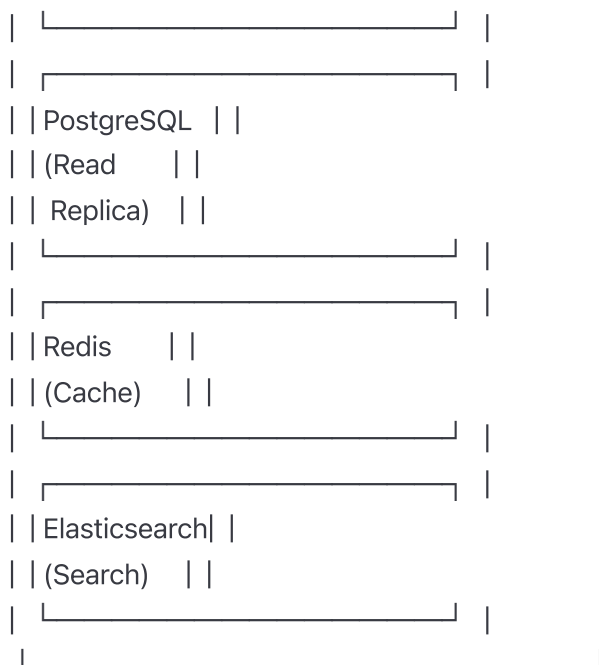 PostgreSQL
(Read
Replica)
Redis
(Cache)
Elasticsearch
(Search)